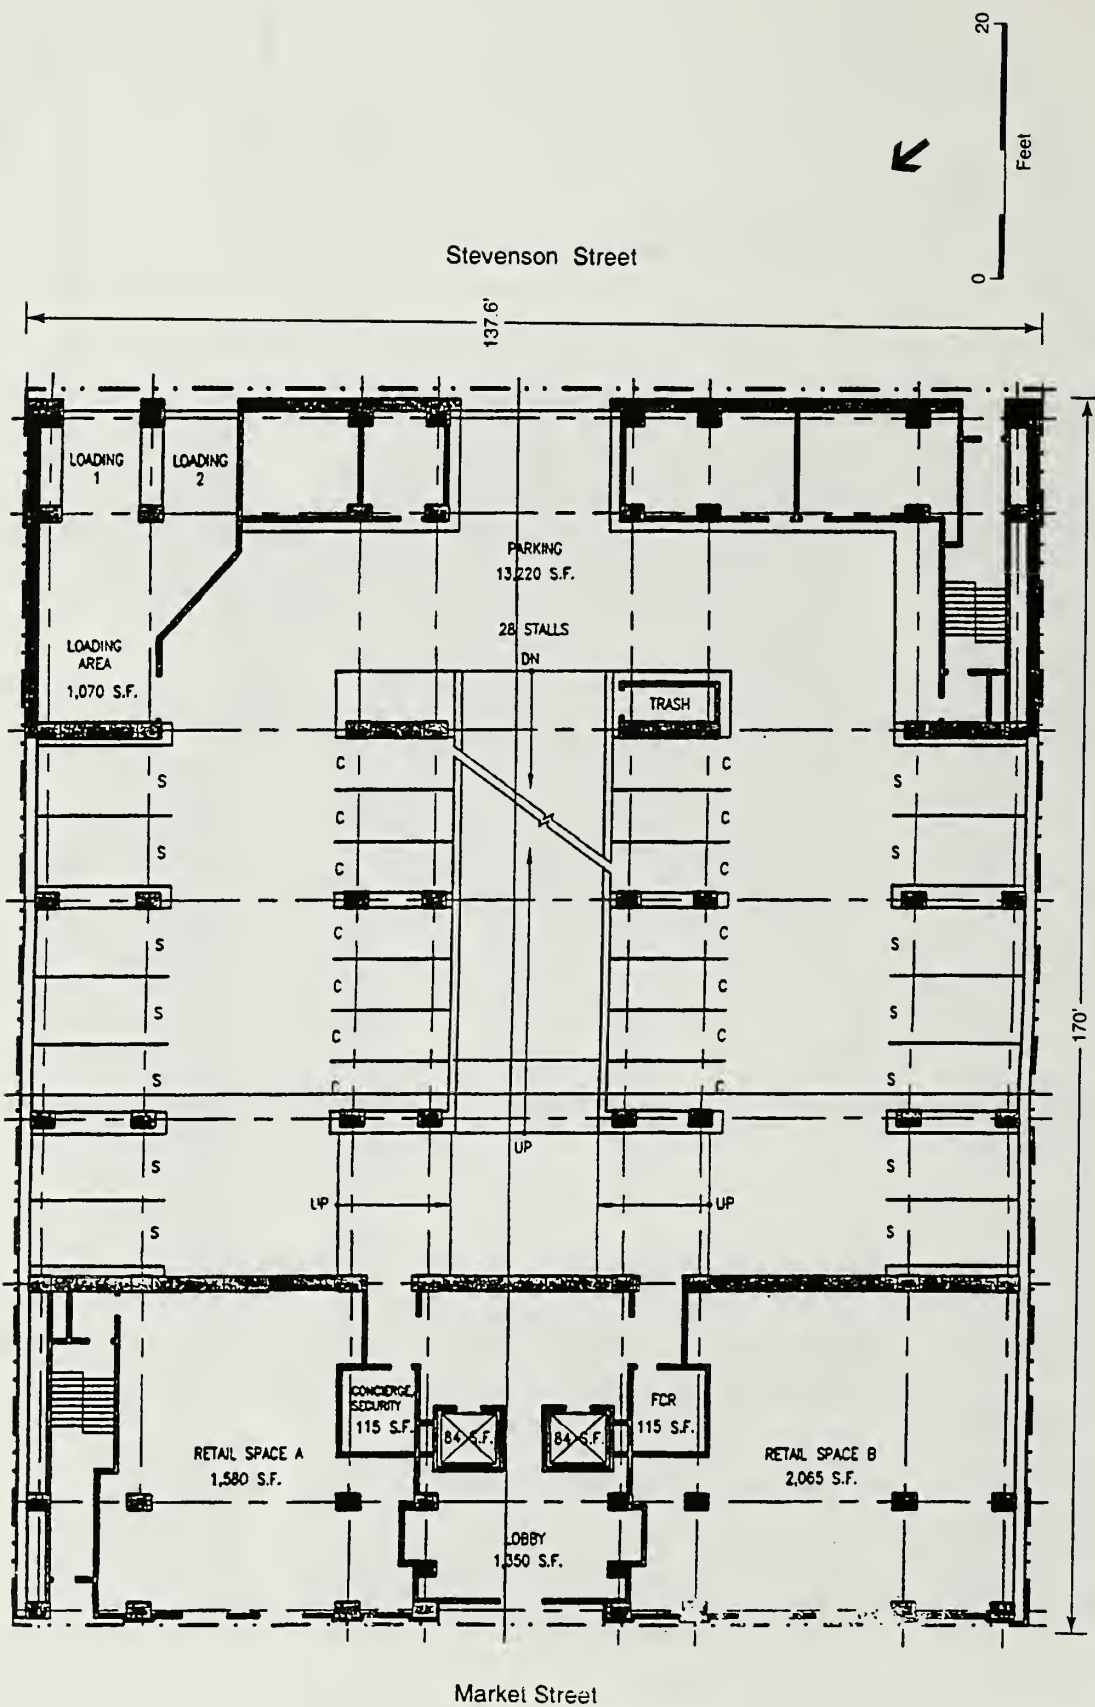 20
Feet
0
Stevenson Street
137.6'
LOADING
1
LOADING
2
PARKING
13,220 S.F.
28 STALLS
DN
LOADING
AREA
1,070 S.F.
TRASH
S
C
C
S
S
C
C
S
C
C
S
C
C
S
S
C
C
S
S
C
C
S
C
C
S
170'
UP
S
S
UP
UP
S
S
CONCIERGE/
SECURITY
115 S.F.
84 S.F.
84 S.F.
FCR
115 S.F.
RETAIL SPACE A
1,580 S.F.
RETAIL SPACE B
2,065 S.F.
LOBBY
1,350 S.F.
Market Street